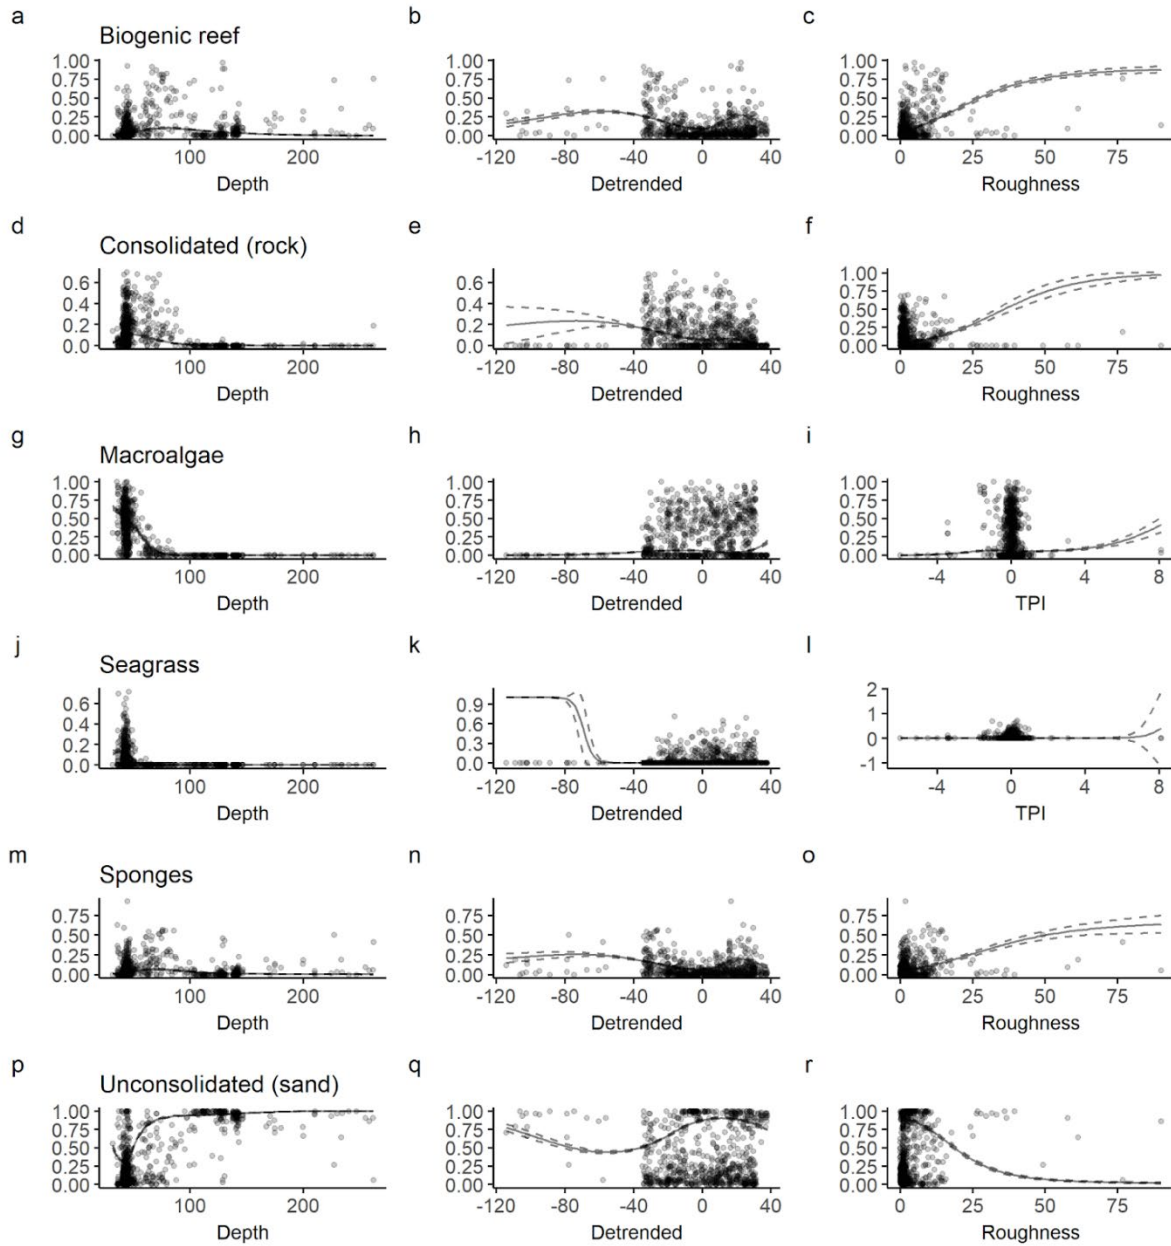 a b c
Biogenic reef
1.00 1.00 1.00
0.75 0.75 0.75
0.50 0.50 0.50
0.25 0.25 0.25
0.00 0.00 0.00
100 200 -120 -80 -40 0 40 0 25 50 75
Depth Detrended Roughness
d e f
Consolidated (rock)
0.6 0.6 1.00
0.4 0.4 0.75
0.2 0.2 0.50
0.0 0.0 0.25
0.00
100 200 -120 -80 -40 0 40 0 25 50 75
Depth Detrended Roughness
g h i
Macroalgae
1.00 1.00 1.00
0.75 0.75 0.75
0.50 0.50 0.50
0.25 0.25 0.25
0.00 0.00 0.00
100 200 -120 -80 -40 0 40 -4 0 4 8
Depth Detrended TPI
j k l
Seagrass
0.6 0.9 2
0.4 0.6 1
0.2 0.3 0
0.0 0.0 -1
100 200 -120 -80 -40 0 40 -4 0 4 8
Depth Detrended TPI
m n o
Sponges
0.75 0.75 0.75
0.50 0.50 0.50
0.25 0.25 0.25
0.00 0.00 0.00
100 200 -120 -80 -40 0 40 0 25 50 75
Depth Detrended Roughness
p q r
Unconsolidated (sand)
1.00 1.00 1.00
0.75 0.75 0.75
0.50 0.50 0.50
0.25 0.25 0.25
0.00 0.00 0.00
100 200 -120 -80 -40 0 40 0 25 50 75
Depth Detrended Roughness